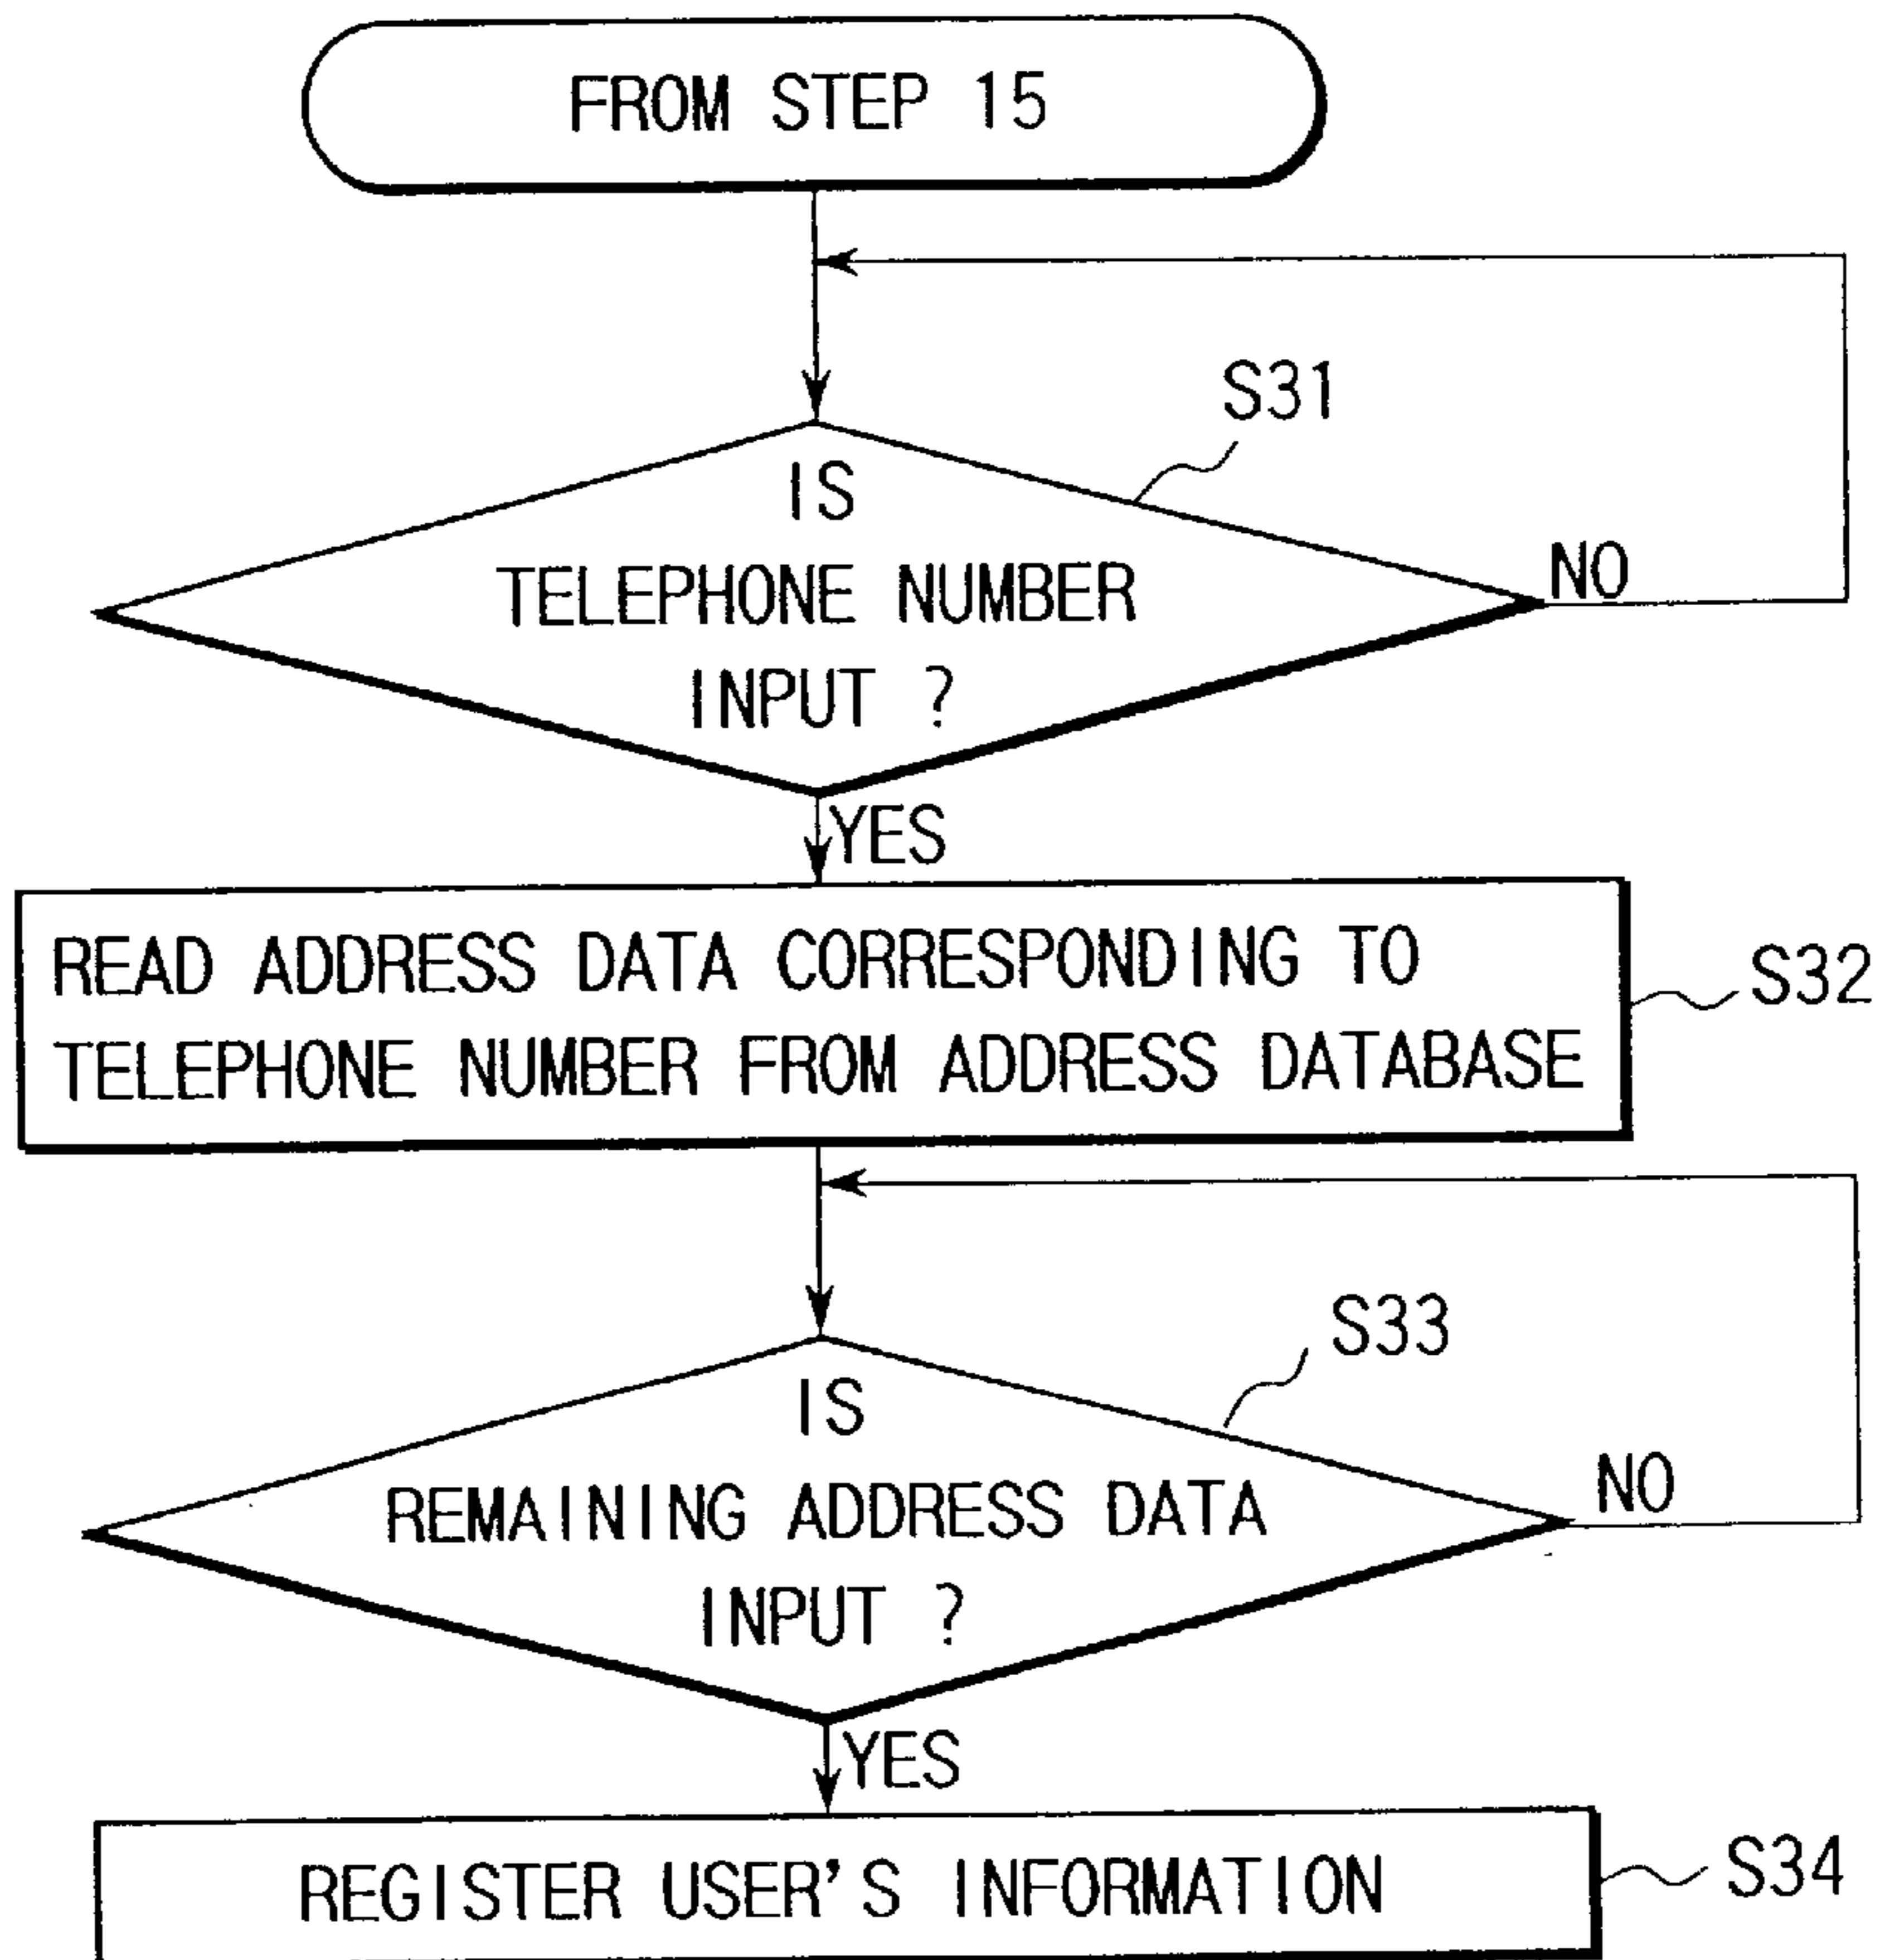 FROM STEP 15
S31
IS
TELEPHONE NUMBER
INPUT ?
NO
YES
READ ADDRESS DATA CORRESPONDING TO
TELEPHONE NUMBER FROM ADDRESS DATABASE
S32
S33
IS
REMAINING ADDRESS DATA
INPUT ?
NO
YES
REGISTER USER'S INFORMATION
S34